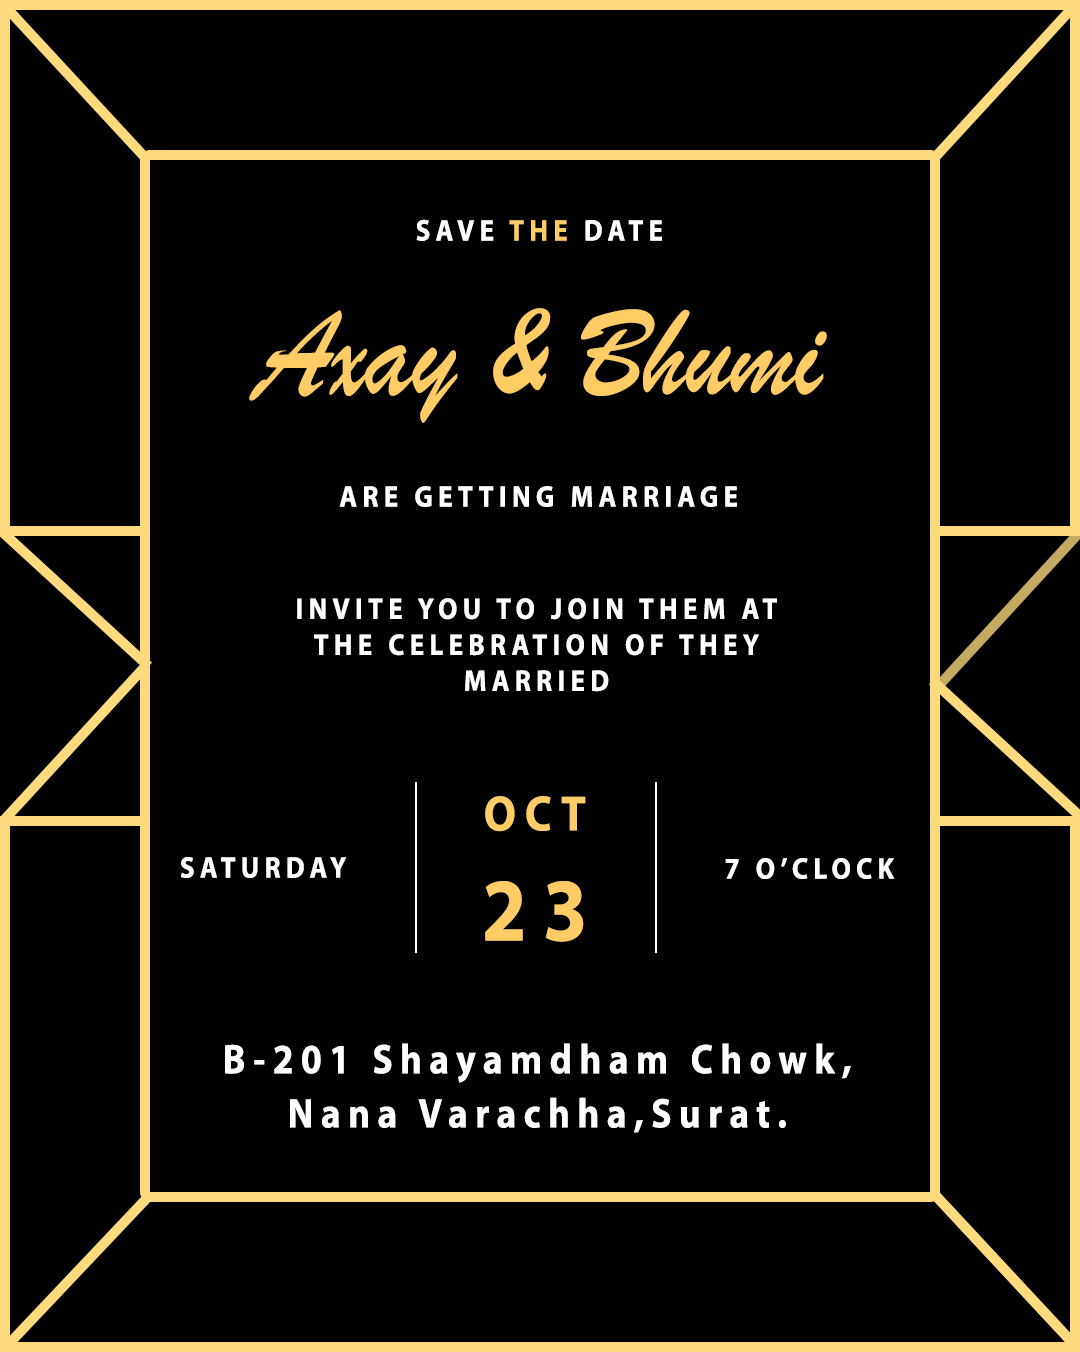 SAVE THE DATE
Axay & Bhumi
ARE GETTING MARRIAGE
INVITE YOU TO JOIN THEM AT
THE CELEBRATION OF THEY
MARRIED
OCT
SATURDAY
23
7 O’CLOCK
B-201 Shayamdham Chowk,
Nana Varachha,Surat.